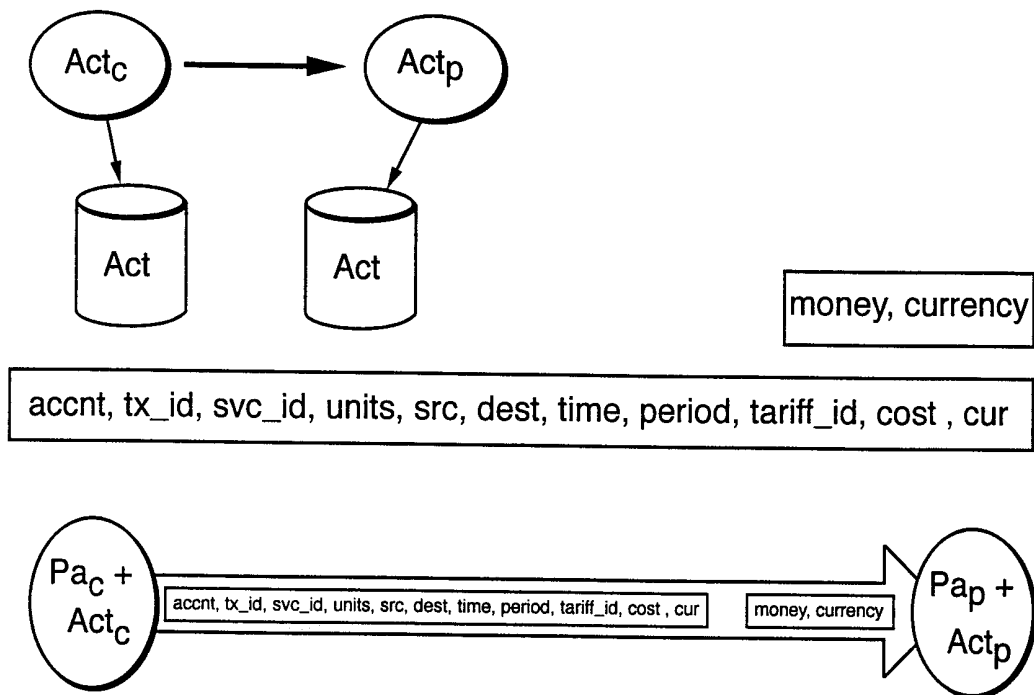 Actc
Actp
Act
Act
money, currency
accnt, tx_id, svc_id, units, src, dest, time, period, tariff_id, cost , cur
Pac +
Actc
accnt, tx_id, svc_id, units, src, dest, time, period, tariff_id, cost , cur
money, currency
Pap +
Actp